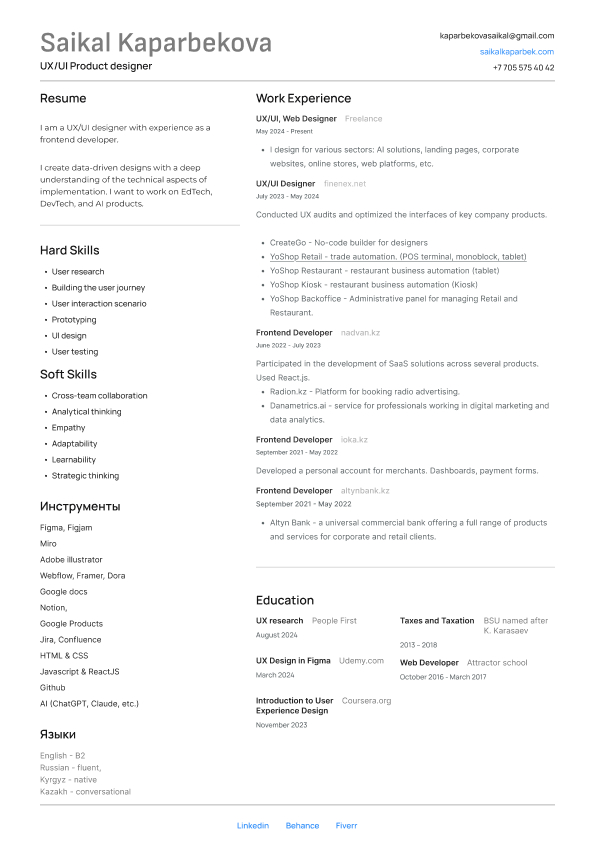 Saikal Kaparbekova
UX/UI Product designer
kaparbekovasaikal@gmail.com
saikalkaparbek.com
+7 705 575 40 42
Resume
I am a UX/UI designer with experience as a
frontend developer.
I create data-driven designs with a deep
understanding of the technical aspects of
implementation. I want to work on EdTech,
DevTech, and AI products.
Hard Skills
• User research
• Building the user journey
• User interaction scenario
• Prototyping
• UI design
• User testing
Soft Skills
• Cross-team collaboration
• Analytical thinking
• Empathy
• Adaptability
• Learnability
• Strategic thinking
Инструменты
Figma, Figjam
Miro
Adobe illustrator
Webflow, Framer, Dora
Google docs
Notion,
Google Products
Jira, Confluence
HTML & CSS
Javascript & ReactJS
Github
AI (ChatGPT, Claude, etc.)
Языки
English - B2
Russian - fluent,
Kyrgyz - native
Kazakh - conversational
Work Experience
UX/UI, Web Designer Freelance
May 2024 - Present
• I design for various sectors: AI solutions, landing pages, corporate
websites, online stores, web platforms, etc.
UX/UI Designer finenex.net
July 2023 - May 2024
Conducted UX audits and optimized the interfaces of key company products.
• CreateGo - No-code builder for designers
• YoShop Retail - trade automation. (POS terminal, monoblock, tablet)
• YoShop Restaurant - restaurant business automation (tablet)
• YoShop Kiosk - restaurant business automation (Kiosk)
• YoShop Backoffice - Administrative panel for managing Retail and
Restaurant.
Frontend Developer nadvan.kz
June 2022 - July 2023
Participated in the development of SaaS solutions across several products.
Used React.js.
• Radion.kz - Platform for booking radio advertising.
• Danametrics.ai - service for professionals working in digital marketing and
data analytics.
Frontend Developer ioka.kz
September 2021 - May 2022
Developed a personal account for merchants. Dashboards, payment forms.
Frontend Developer altynbank.kz
September 2021 - May 2022
• Altyn Bank - a universal commercial bank offering a full range of products
and services for corporate and retail clients.
Education
UX research People First
August 2024
UX Design in Figma Udemy.com
March 2024
Introduction to User Coursera.org
Experience Design
November 2023
Taxes and Taxation BSU named after
K. Karasaev
2013 - 2018
Web Developer Attractor school
October 2016 - March 2017
Linkedin Behance Fiverr